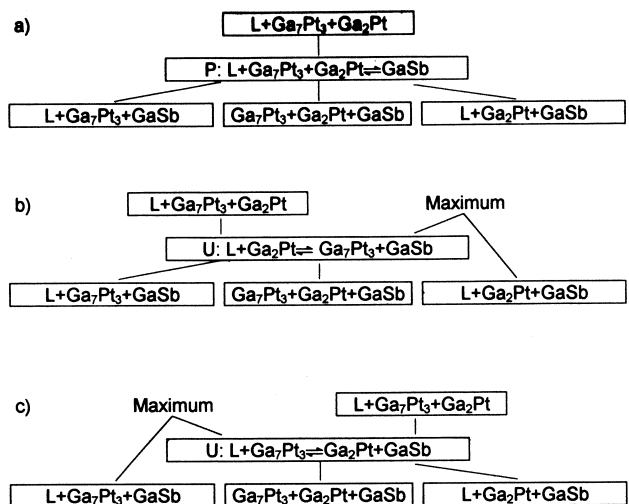 a)
L+Ga₇Pt₃+Ga₂Pt
P: L+Ga₇Pt₃+Ga₂Pt⇌GaSb
L+Ga₇Pt₃+GaSb Ga₇Pt₃+Ga₂Pt+GaSb L+Ga₂Pt+GaSb
b)
L+Ga₇Pt₃+Ga₂Pt Maximum
U: L+Ga₂Pt⇌ Ga₇Pt₃+GaSb
L+Ga₇Pt₃+GaSb Ga₇Pt₃+Ga₂Pt+GaSb L+Ga₂Pt+GaSb
c)
Maximum L+Ga₇Pt₃+Ga₂Pt
U: L+Ga₇Pt₃⇌Ga₂Pt+GaSb
L+Ga₇Pt₃+GaSb Ga₇Pt₃+Ga₂Pt+GaSb L+Ga₂Pt+GaSb